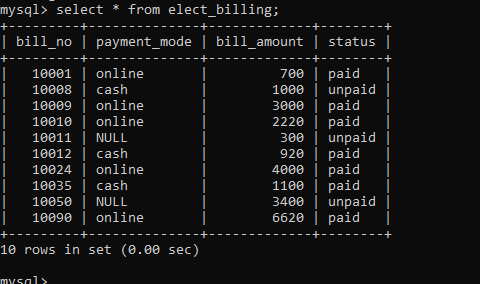 mysql> select * from elect_billing;
+---------+--------------+-------------+--------+
| bill_no | payment_mode | bill_amount | status |
+---------+--------------+-------------+--------+
|   10001 | online       |         700 | paid   |
|   10008 | cash         |        1000 | unpaid |
|   10009 | online       |        3000 | paid   |
|   10010 | online       |        2220 | paid   |
|   10011 | NULL         |         300 | unpaid |
|   10012 | cash         |         920 | paid   |
|   10024 | online       |        4000 | paid   |
|   10035 | cash         |        1100 | paid   |
|   10050 | NULL         |        3400 | unpaid |
|   10090 | online       |        6620 | paid   |
+---------+--------------+-------------+--------+
10 rows in set (0.00 sec)
mysql>